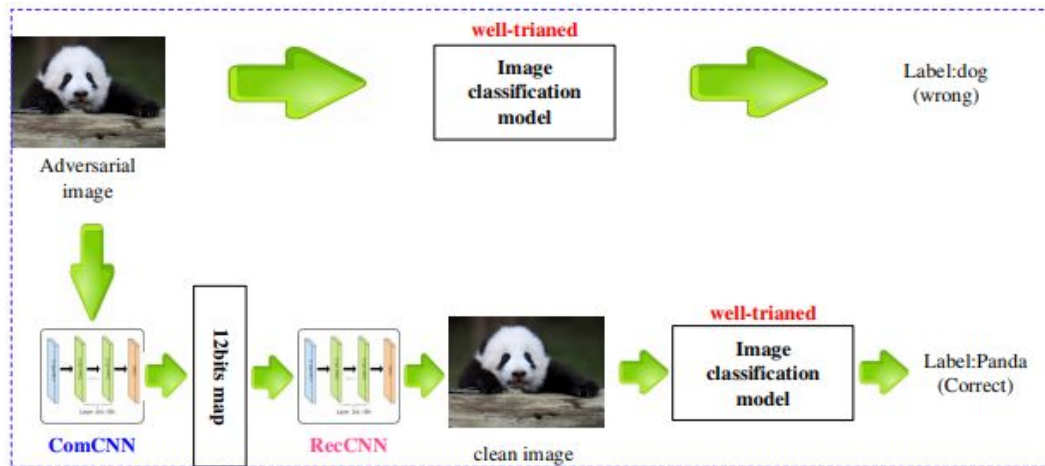 well-trianed
Image
classification
model
Label:dog
(wrong)
Adversarial
image
12bits map
well-trianed
Image
classification
model
Label:Panda
(Correct)
ComCNN
RecCNN
clean image